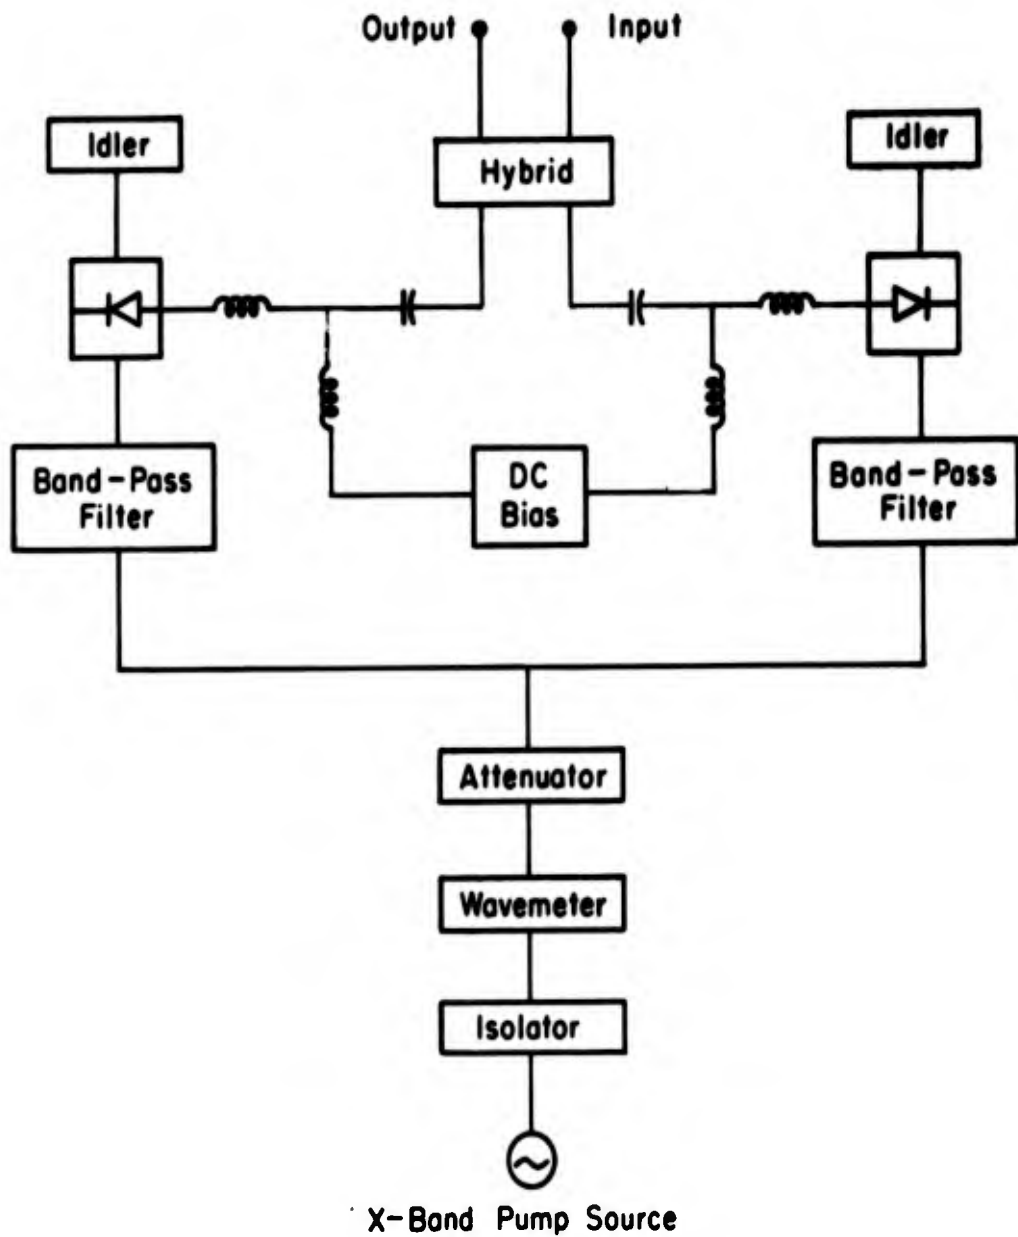 Output
Input
Idler
Hybrid
Idler
Band-Pass
Filter
DC
Bias
Band-Pass
Filter
Attenuator
Wavemeter
Isolator
X-Band Pump Source